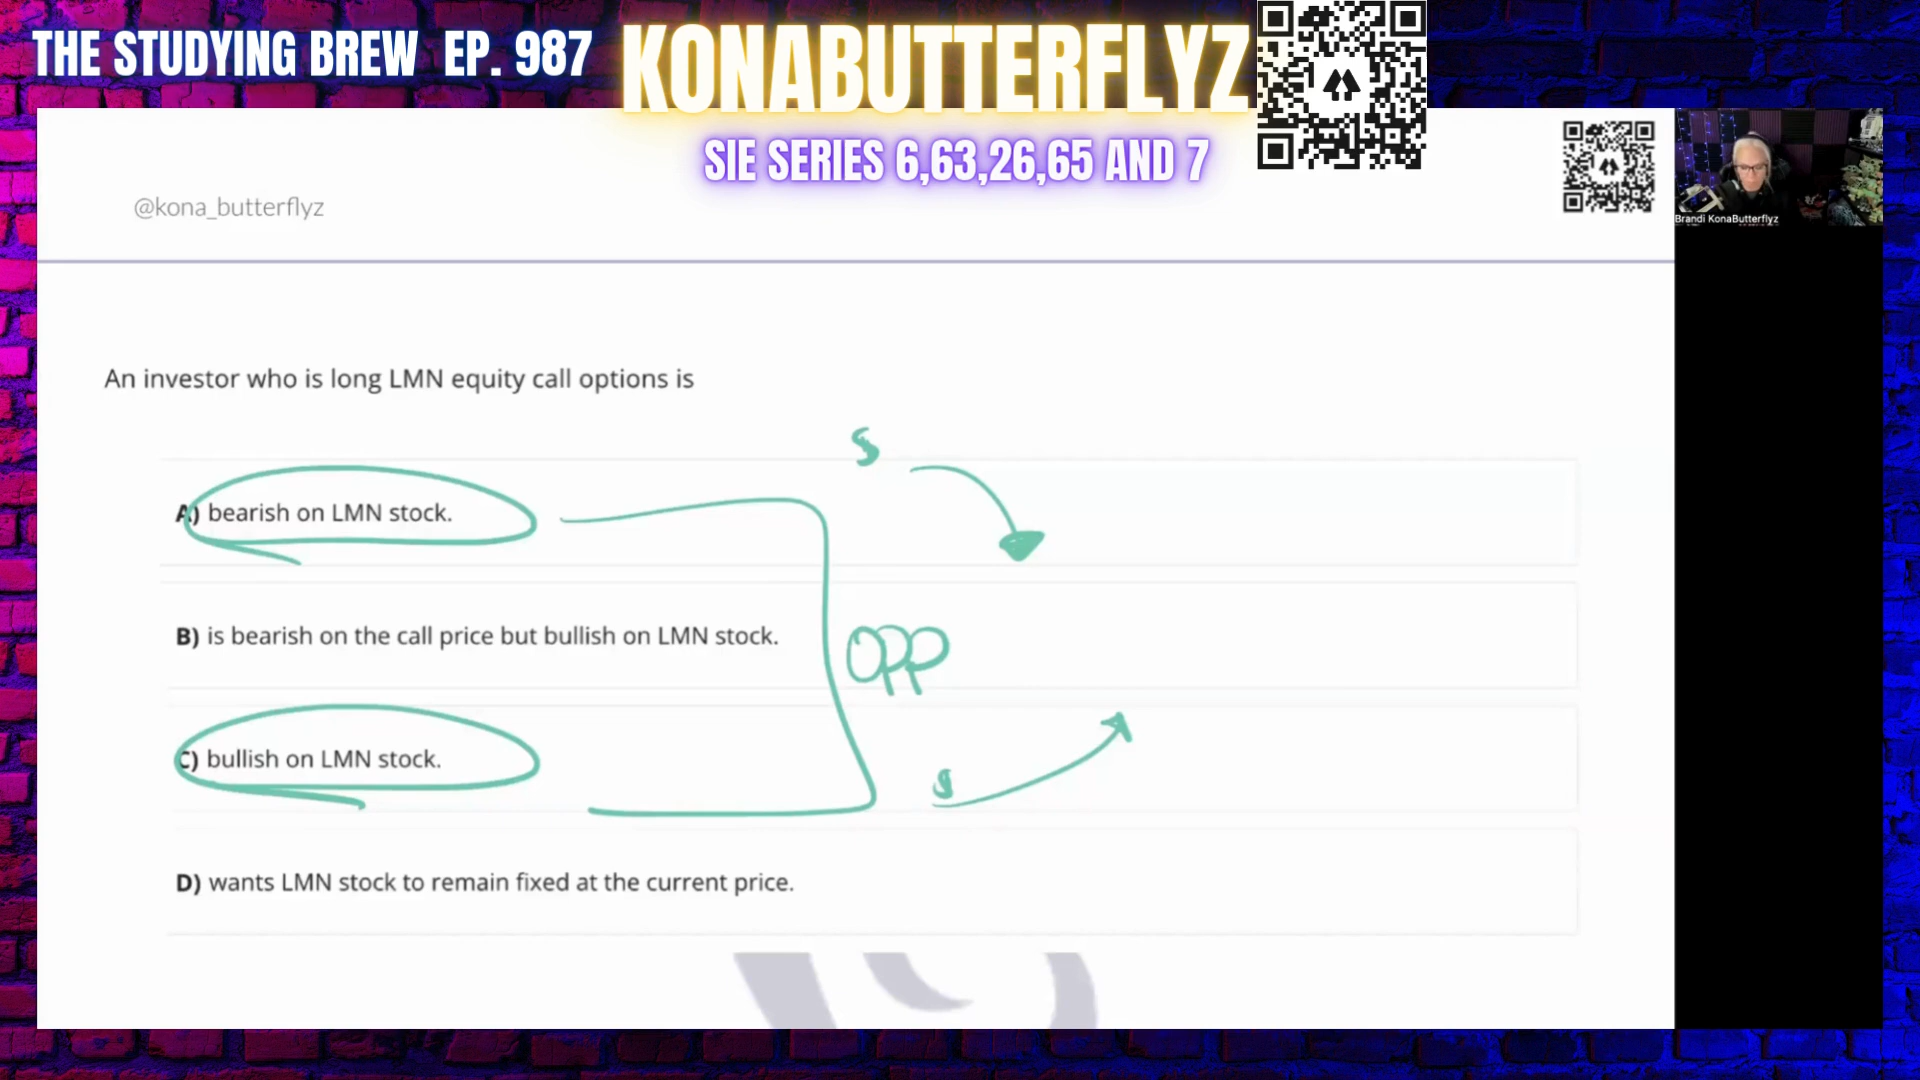 THE STUDYING BREW EP. 987
KONABUTTERFLYZ
SIE SERIES 6,63,26,65 AND 7
@kona_butterflyz
Brandi KonaButterflyz
An investor who is long LMN equity call options is
$
A) bearish on LMN stock.
B) is bearish on the call price but bullish on LMN stock.
OPP
C) bullish on LMN stock.
$
D) wants LMN stock to remain fixed at the current price.